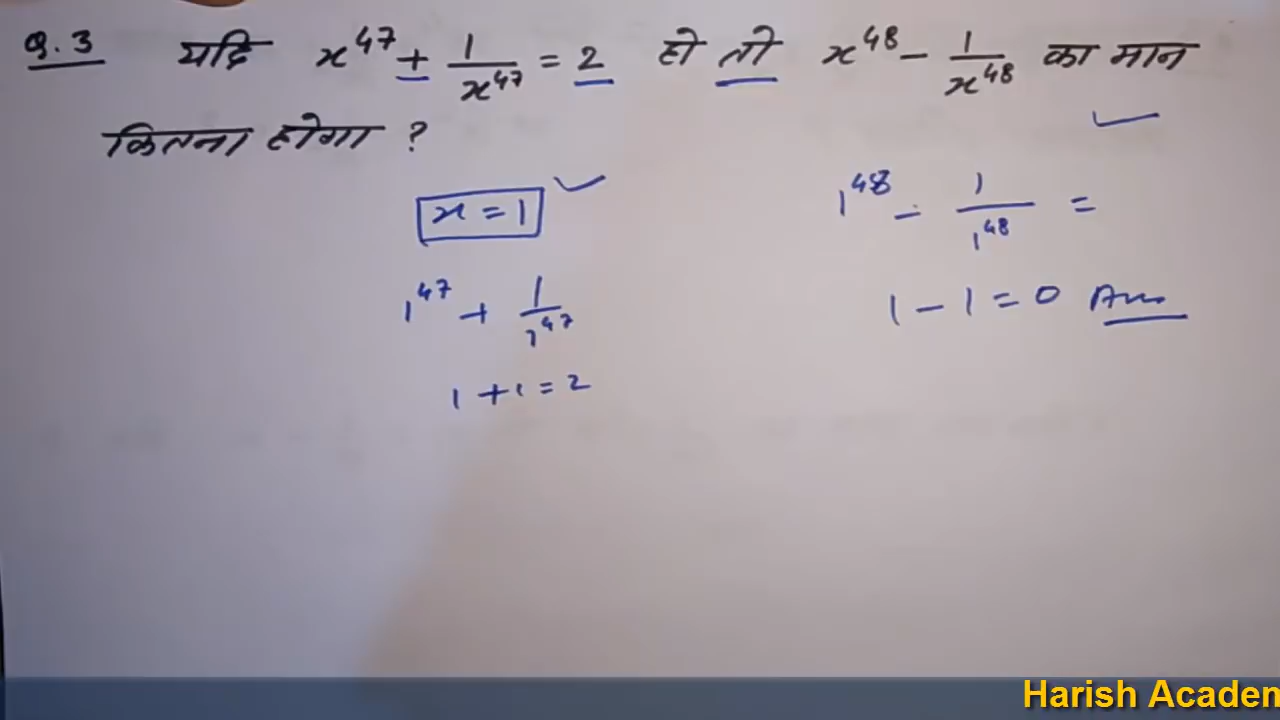 Q.3 यदि x^47 + 1/x^47 = 2 हो तो x^48 - 1/x^48 का मान
कितना होगा ?
x = 1
1^47 + 1/1^47
1 + 1 = 2
1^48 - 1/1^48 =
1 - 1 = 0 Ans
Harish Acaden